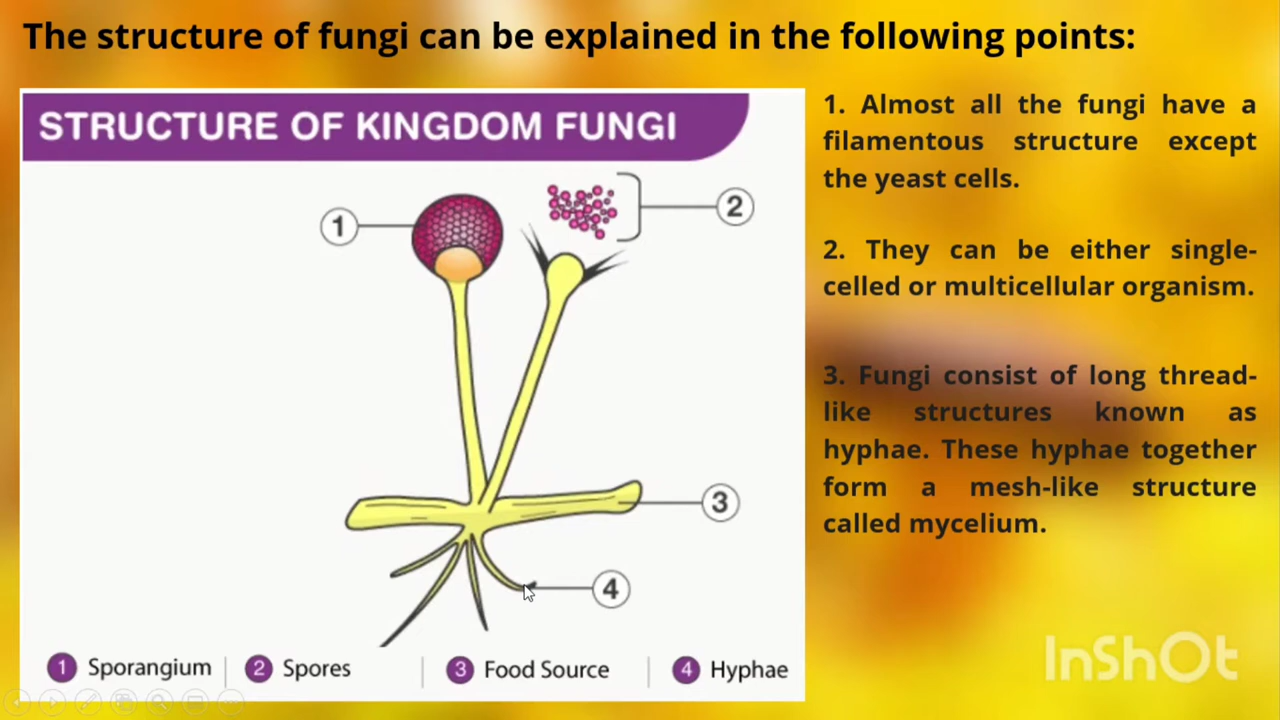 The structure of fungi can be explained in the following points:
STRUCTURE OF KINGDOM FUNGI
1
2
3
4
1 Sporangium
2 Spores
3 Food Source
4 Hyphae
1. Almost all the fungi have a
filamentous structure except
the yeast cells.
2. They can be either single-
celled or multicellular organism.
3. Fungi consist of long thread-
like structures known as
hyphae. These hyphae together
form a mesh-like structure
called mycelium.
InShOt